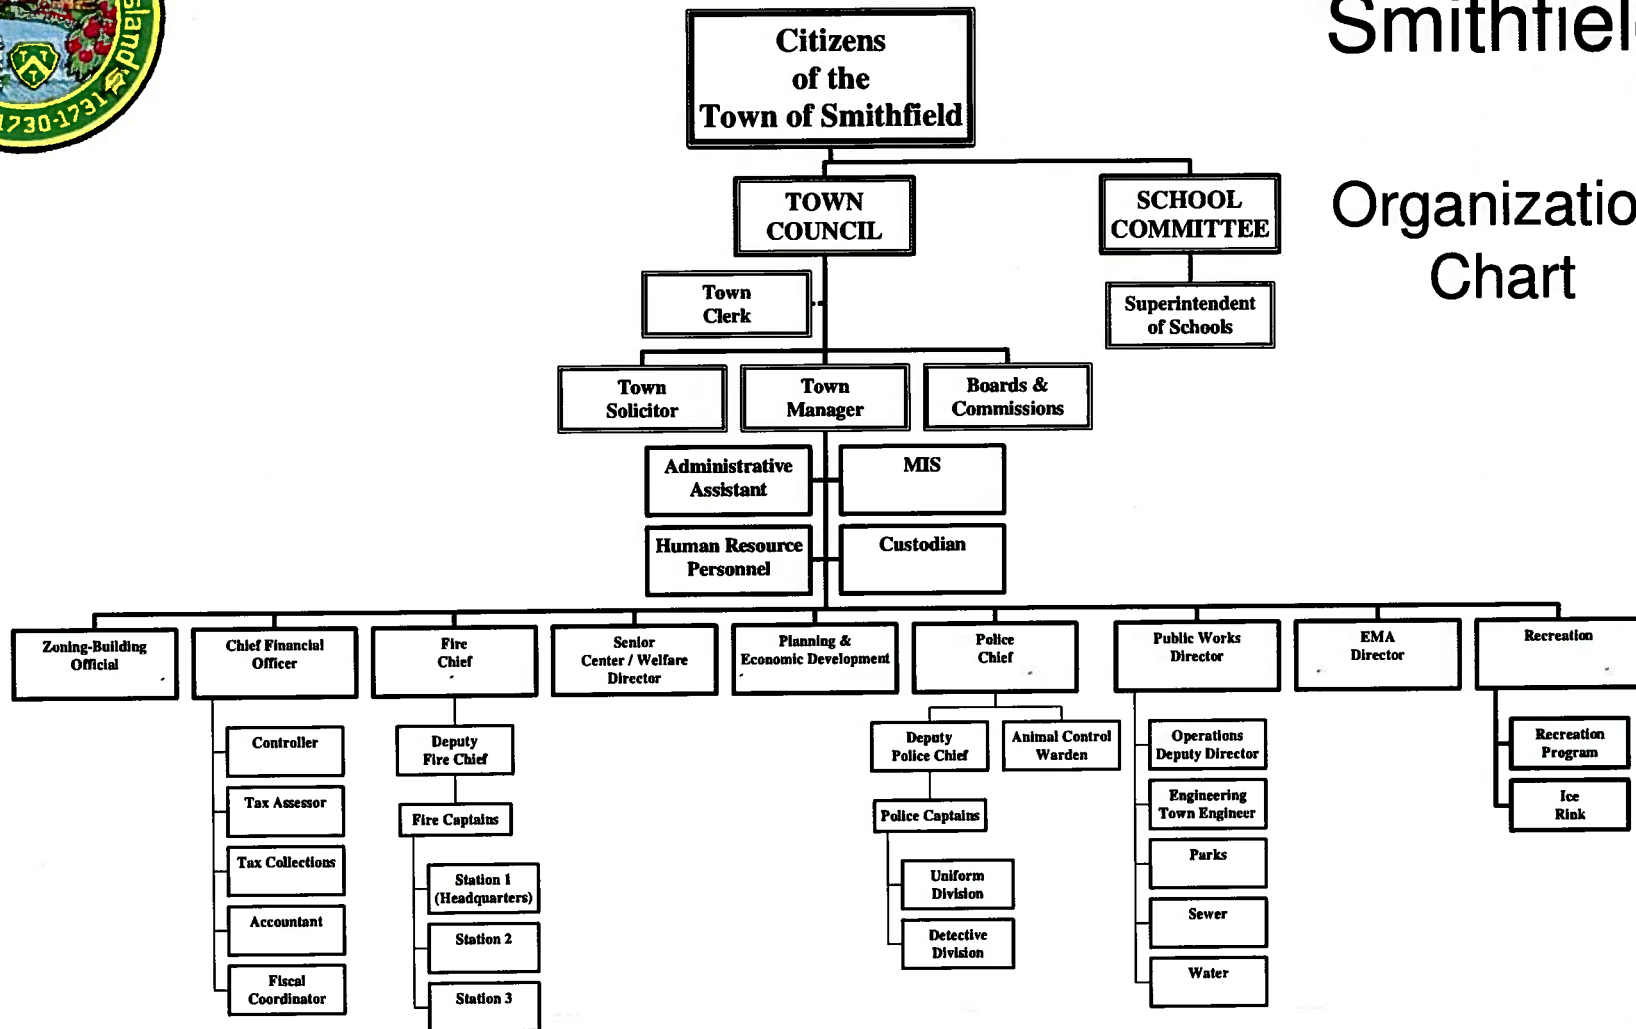 sland
1730-1731
Smithfiel
Organizatio
Chart
Citizens
of the
Town of Smithfield
TOWN
COUNCIL
SCHOOL
COMMITTEE
Town
Clerk
Superintendent
of Schools
Town
Solicitor
Town
Manager
Boards &
Commissions
Administrative
Assistant
MIS
Human Resource
Personnel
Custodian
Zoning-Building
Official
Chief Financial
Officer
Fire
Chief
Senior
Center / Welfare
Director
Planning &
Economic Development
Police
Chief
Public Works
Director
EMA
Director
Recreation
Controller
Tax Assessor
Tax Collections
Accountant
Fiscal
Coordinator
Deputy
Fire Chief
Fire Captains
Station 1
(Headquarters)
Station 2
Station 3
Deputy
Police Chief
Animal Control
Warden
Police Captains
Uniform
Division
Detective
Division
Operations
Deputy Director
Engineering
Town Engineer
Parks
Sewer
Water
Recreation
Program
Ice
Rink